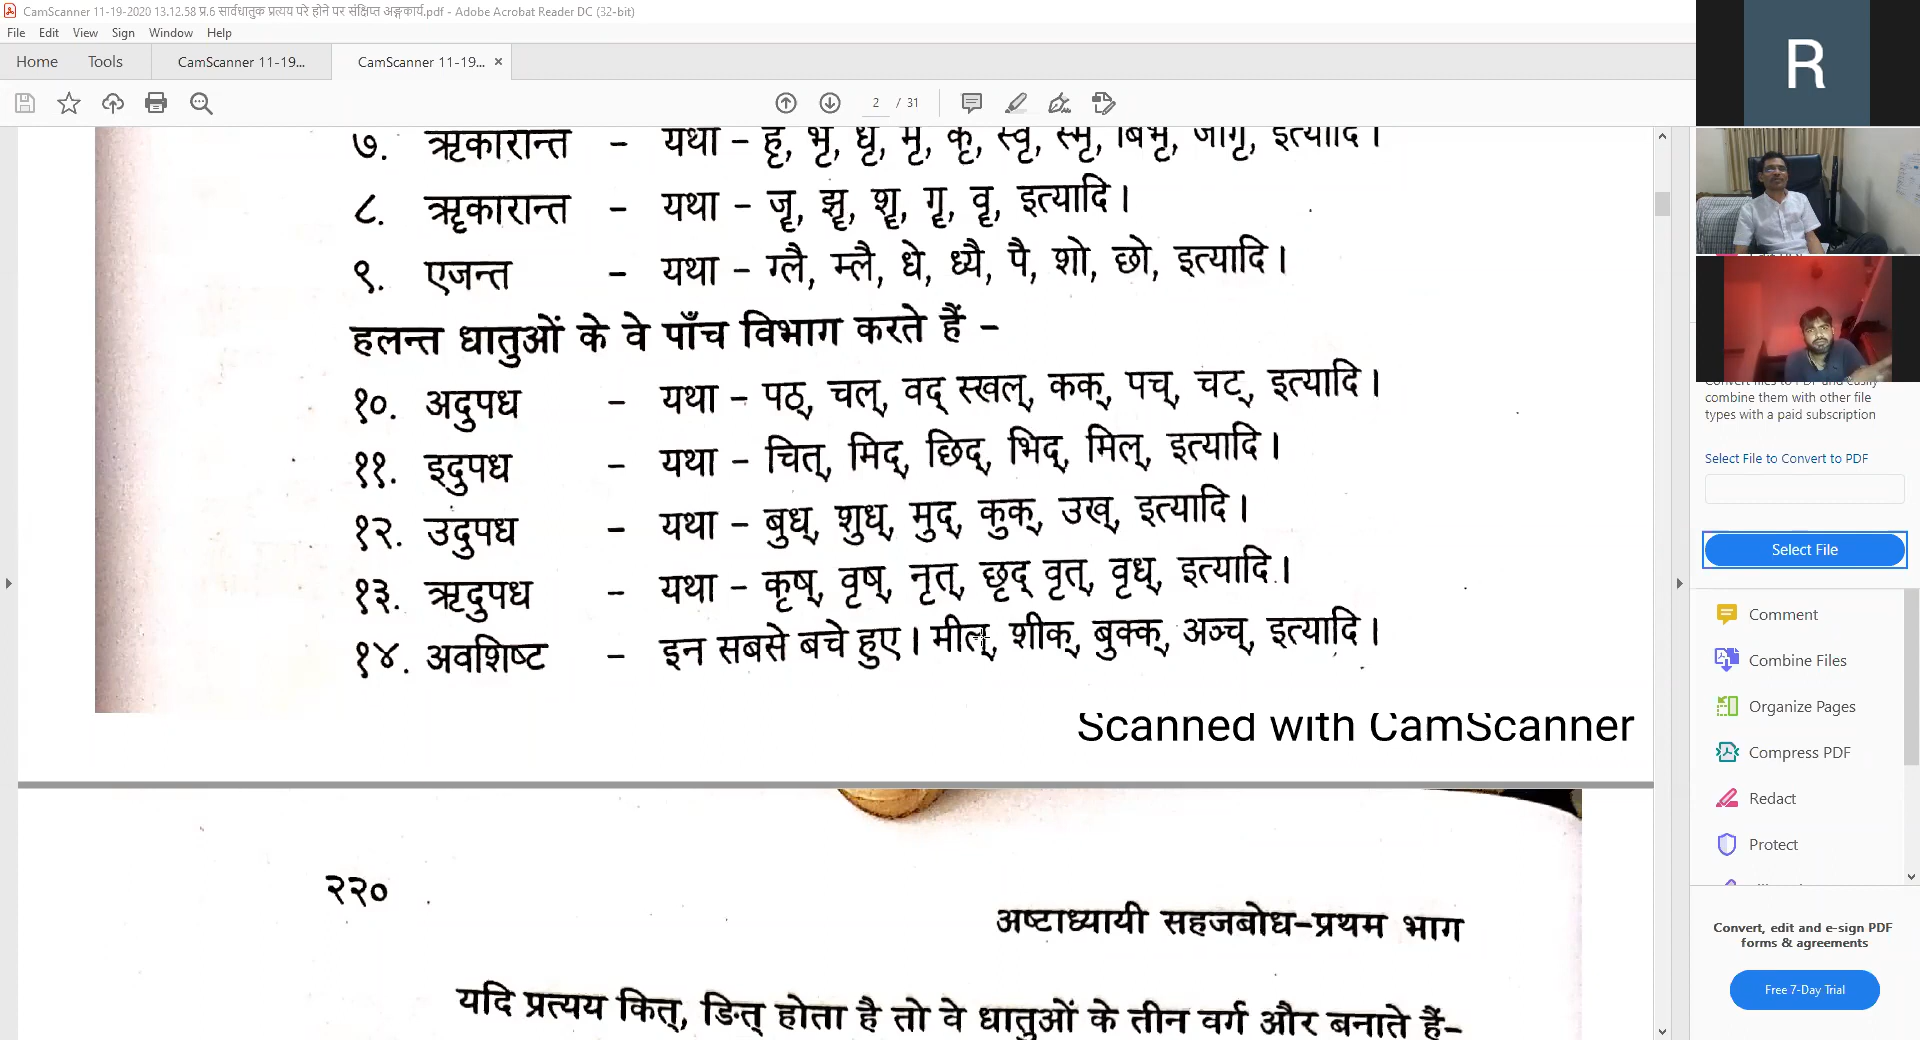 CamScanner 11-19-2020 13.12.58 प्र.6 सार्वधातुक प्रत्यय परे होने पर संक्षिप्त अङ्गकार्य.pdf - Adobe Acrobat Reader DC (32-bit)
File Edit View Sign Window Help
Home Tools CamScanner 11-19... CamScanner 11-19... ×
2 / 31
R
७. ऋकारान्त - यथा - हृ, भृ, धृ, मृ, कृ, स्वृ, स्मृ, बिभृ, जागृ, इत्यादि।
८. ॠकारान्त - यथा - जॄ, झॄ, शॄ, गॄ, वॄ, इत्यादि।
९. एजन्त - यथा - ग्लै, म्लै, धे, ध्यै, पै, शो, छो, इत्यादि।
हलन्त धातुओं के वे पाँच विभाग करते हैं -
१०. अदुपध - यथा - पठ्, चल्, वद् स्खल्, कक्, पच्, चट्, इत्यादि।
११. इदुपध - यथा - चित्, मिद्, छिद्, भिद्, मिल्, इत्यादि।
१२. उदुपध - यथा - बुध्, शुध्, मुद्, कुक्, उख्, इत्यादि।
१३. ऋदुपध - यथा - कृष्, वृष्, नृत्, छृद् वृत्, वृध्, इत्यादि।
१४. अवशिष्ट - इन सबसे बचे हुए। मील्, शीक्, बुक्क्, अञ्च्, इत्यादि।
Scanned with CamScanner
२२०
अष्टाध्यायी सहजबोध-प्रथम भाग
यदि प्रत्यय कित्, ङित् होता है तो वे धातुओं के तीन वर्ग और बनाते हैं-
combine them with other file
types with a paid subscription
Select File to Convert to PDF
Select File
Comment
Combine Files
Organize Pages
Compress PDF
Redact
Protect
Convert, edit and e-sign PDF
forms & agreements
Free 7-Day Trial